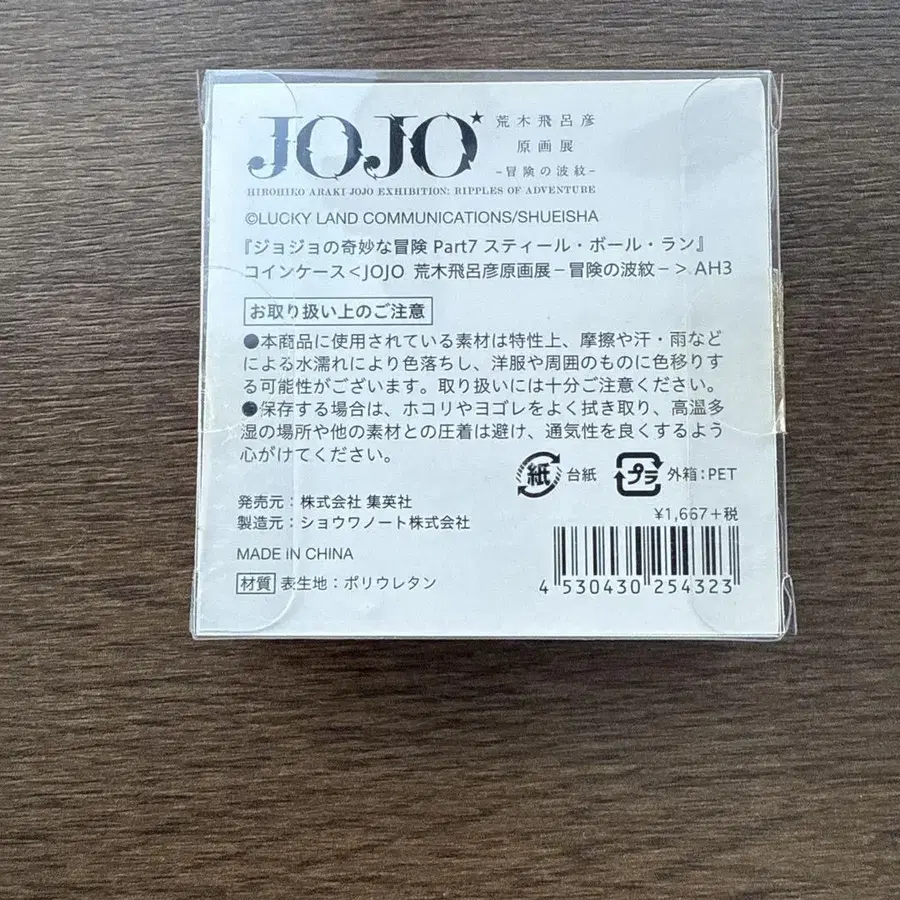 JOJO★
荒木飛呂彦
原画展
-冒険の波紋-
HIROHIKO ARAKI JOJO EXHIBITION: RIPPLES OF ADVENTURE
©LUCKY LAND COMMUNICATIONS/SHUEISHA
『ジョジョの奇妙な冒険 Part7 スティール・ボール・ラン』
コインケース<JOJO 荒木飛呂彦原画展－冒険の波紋－> AH3
お取り扱い上のご注意
●本商品に使用されている素材は特性上、摩擦や汗・雨など
による水濡れにより色落ちし、洋服や周囲のものに色移りす
る可能性がございます。取り扱いには十分ご注意ください。
●保存する場合は、ホコリやヨゴレをよく拭き取り、高温多
湿の場所や他の素材との圧着は避け、通気性を良くするよう
心がけてください。
紙 台紙 プラ 外箱:PET
発売元：株式会社 集英社
製造元：ショウワノート株式会社
¥1,667+税
MADE iN CHINA
材質 表生地：ポリウレタン
4 530430 254323